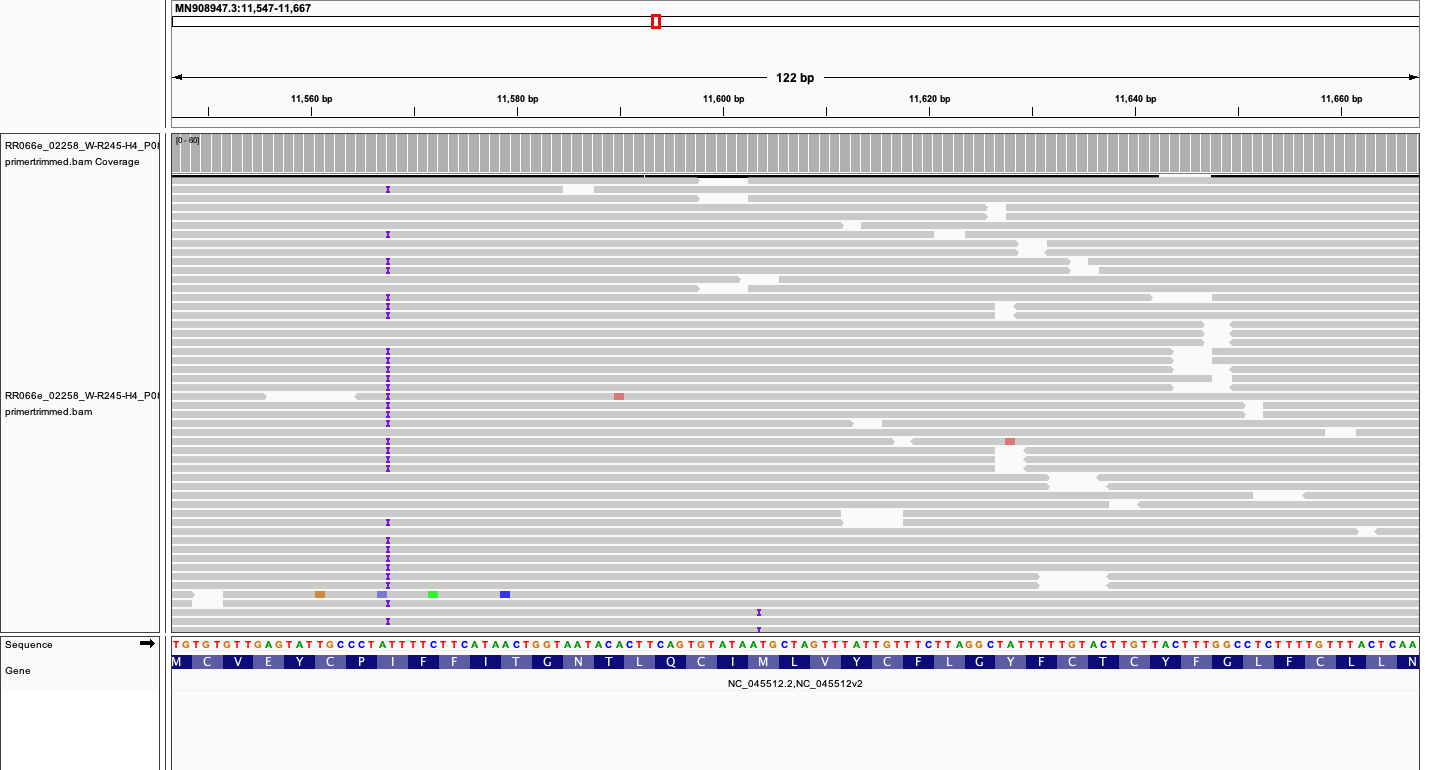 MN908947.3:11,547-11,667
122 bp
11,560 bp 11,580 bp 11,600 bp 11,620 bp 11,640 bp 11,660 bp
RR066e_02258_W-R245-H4_P0
primertrimmed.bam Coverage
[0 - 60]
RR066e_02258_W-R245-H4_P0
primertrimmed.bam
Sequence TGTGTGTTGAGTATTGCCCTATTTTCTTCATAACTGGTAATACACTTCAGTGTATAATGCTAGTTTATTGTTTCTTAGGCTATTTTTGTACTTGTTACTTTGGCCTCTTTTGTTTACTCAA
Gene M C V E Y C P I F F I T G N T L Q C I M L V Y C F L G Y F C T C Y F G L F C L L N
NC_045512.2,NC_045512v2